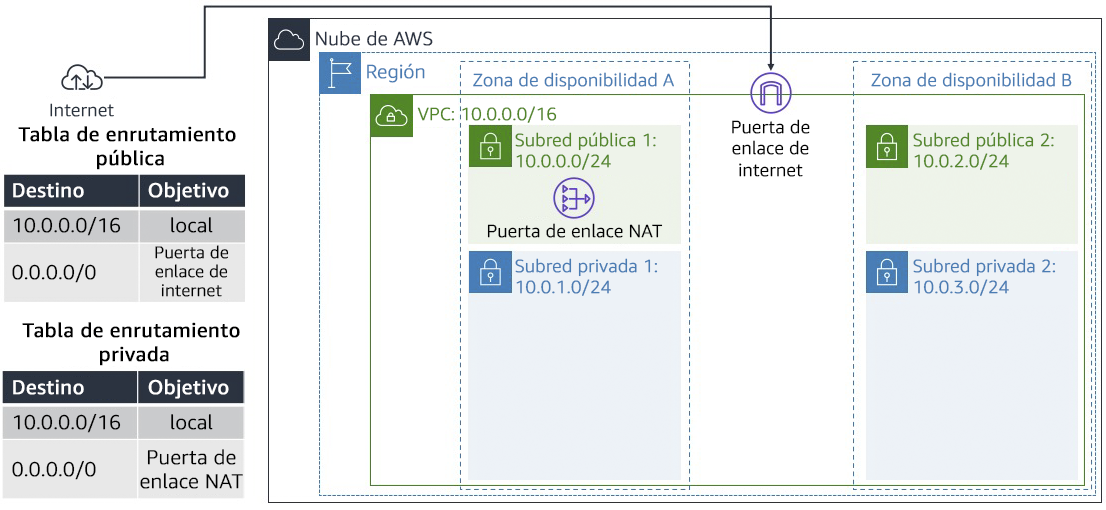 Internet
Tabla de enrutamiento
pública
Destino Objetivo
10.0.0.0/16 local
0.0.0.0/0 Puerta de
enlace de
internet
Tabla de enrutamiento
privada
Destino Objetivo
10.0.0.0/16 local
0.0.0.0/0 Puerta de
enlace NAT
Nube de AWS
Región
Zona de disponibilidad A
Zona de disponibilidad B
VPC: 10.0.0.0/16
Puerta de
enlace de
internet
Subred pública 1:
10.0.0.0/24
Puerta de enlace NAT
Subred pública 2:
10.0.2.0/24
Subred privada 1:
10.0.1.0/24
Subred privada 2:
10.0.3.0/24